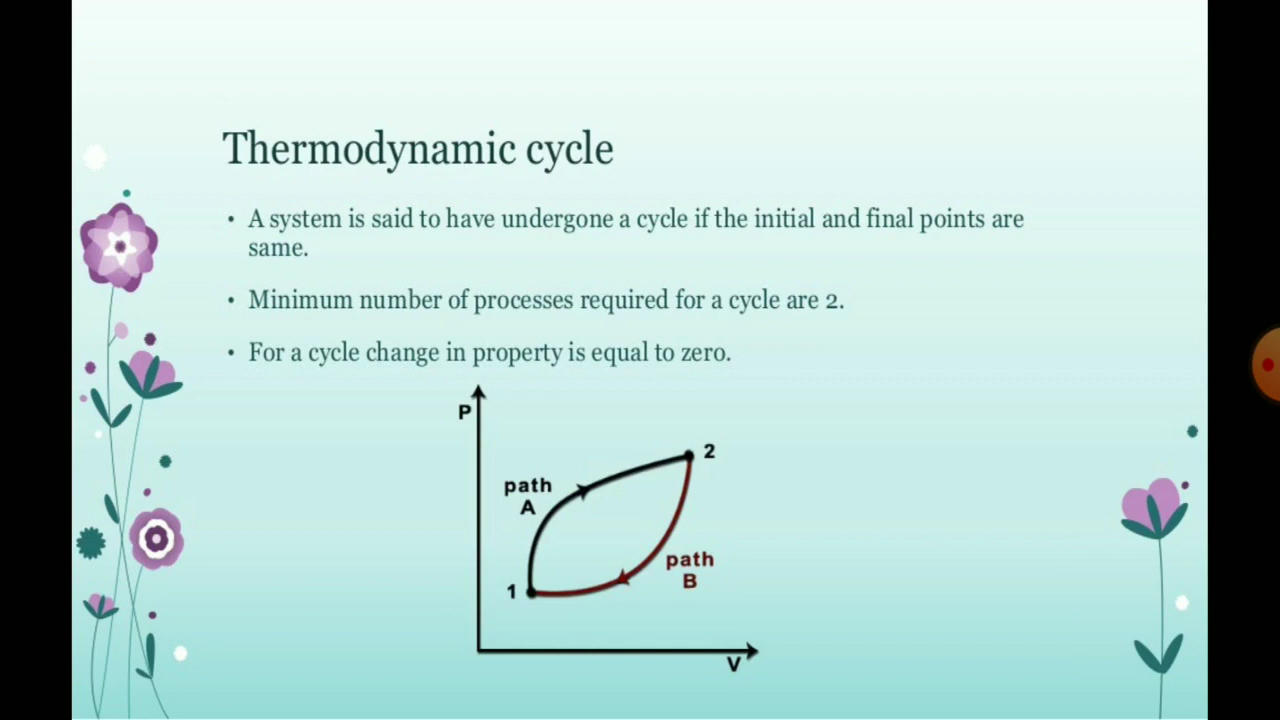 Thermodynamic cycle
• A system is said to have undergone a cycle if the initial and final points are
same.
• Minimum number of processes required for a cycle are 2.
• For a cycle change in property is equal to zero.
P
2
path
A
path
B
1
V